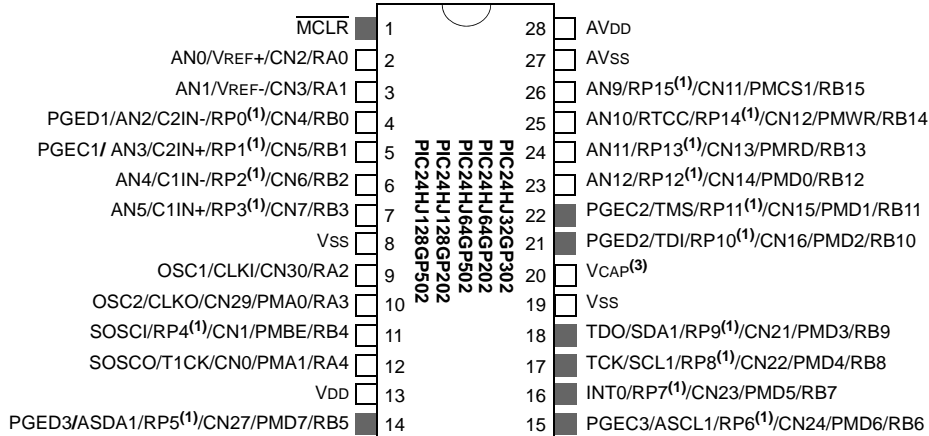 MCLR 1 28 AVDD
AN0/VREF+/CN2/RA0 2 27 AVSS
AN1/VREF-/CN3/RA1 3 26 AN9/RP15(1)/CN11/PMCS1/RB15
PGED1/AN2/C2IN-/RP0(1)/CN4/RB0 4 25 AN10/RTCC/RP14(1)/CN12/PMWR/RB14
PGEC1/ AN3/C2IN+/RP1(1)/CN5/RB1 5 24 AN11/RP13(1)/CN13/PMRD/RB13
AN4/C1IN-/RP2(1)/CN6/RB2 6 23 AN12/RP12(1)/CN14/PMD0/RB12
AN5/C1IN+/RP3(1)/CN7/RB3 7 22 PGEC2/TMS/RP11(1)/CN15/PMD1/RB11
VSS 8 21 PGED2/TDI/RP10(1)/CN16/PMD2/RB10
OSC1/CLKI/CN30/RA2 9 20 VCAP(3)
OSC2/CLKO/CN29/PMA0/RA3 10 19 VSS
SOSCI/RP4(1)/CN1/PMBE/RB4 11 18 TDO/SDA1/RP9(1)/CN21/PMD3/RB9
SOSCO/T1CK/CN0/PMA1/RA4 12 17 TCK/SCL1/RP8(1)/CN22/PMD4/RB8
VDD 13 16 INT0/RP7(1)/CN23/PMD5/RB7
PGED3/ASDA1/RP5(1)/CN27/PMD7/RB5 14 15 PGEC3/ASCL1/RP6(1)/CN24/PMD6/RB6
PIC24HJ32GP302
PIC24HJ64GP202
PIC24HJ64GP502
PIC24HJ128GP202
PIC24HJ128GP502